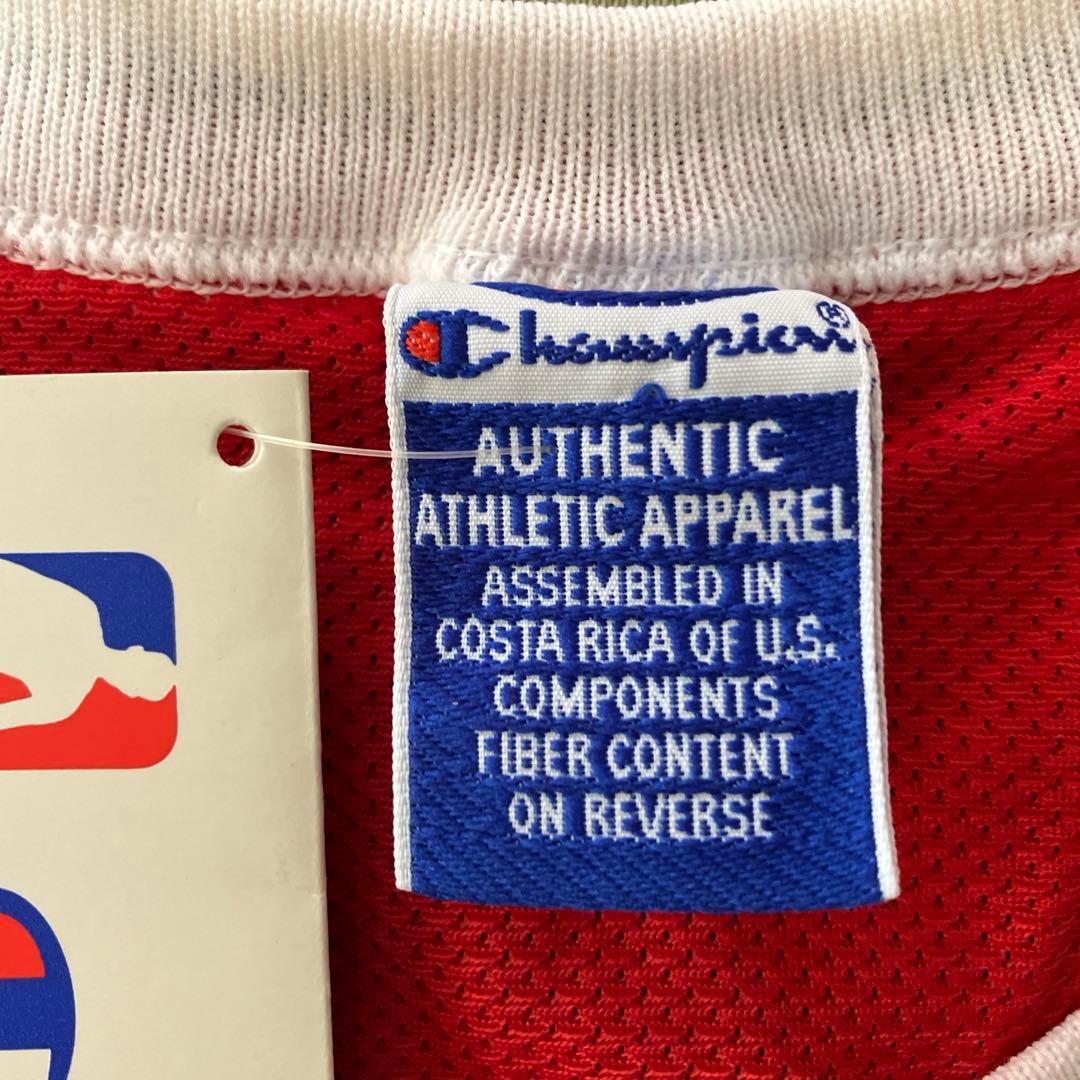 Champion®
AUTHENTIC
ATHLETIC APPAREL
ASSEMBLED IN
COSTA RICA OF U.S.
COMPONENTS
FIBER CONTENT
ON REVERSE